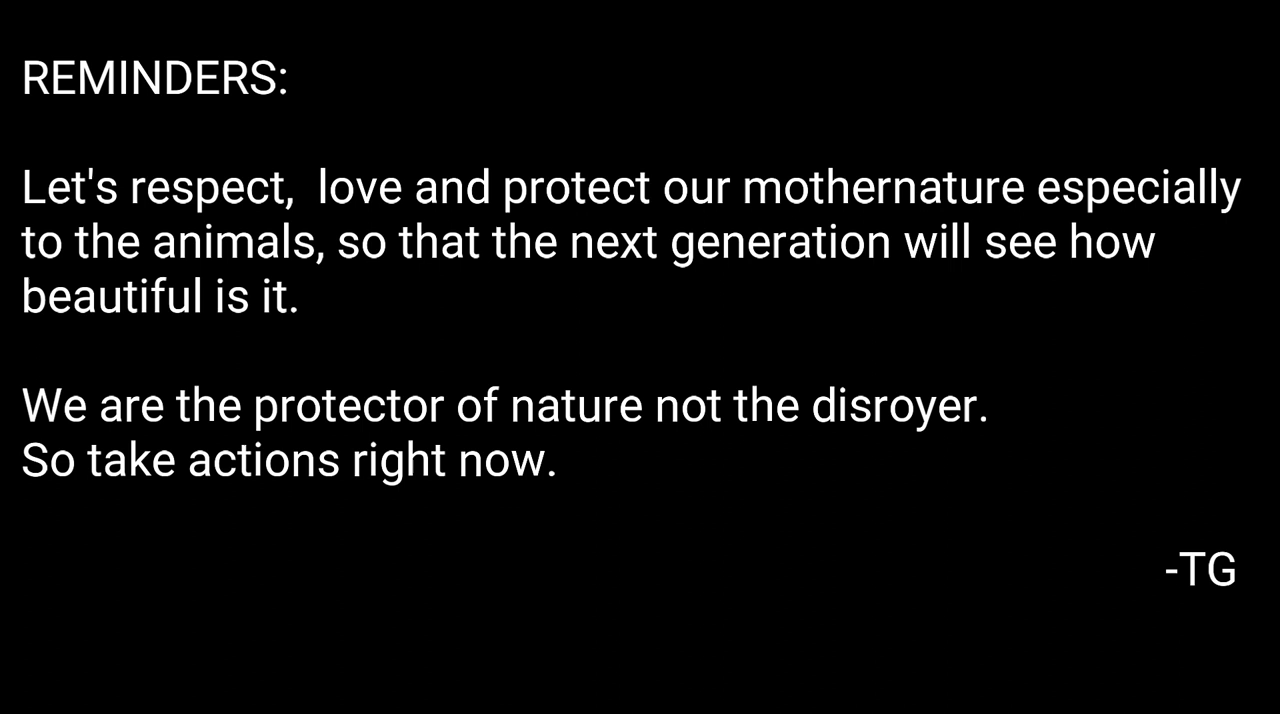 REMINDERS:
Let's respect,  love and protect our mothernature especially
to the animals, so that the next generation will see how
beautiful is it.
We are the protector of nature not the disroyer.
So take actions right now.
-TG